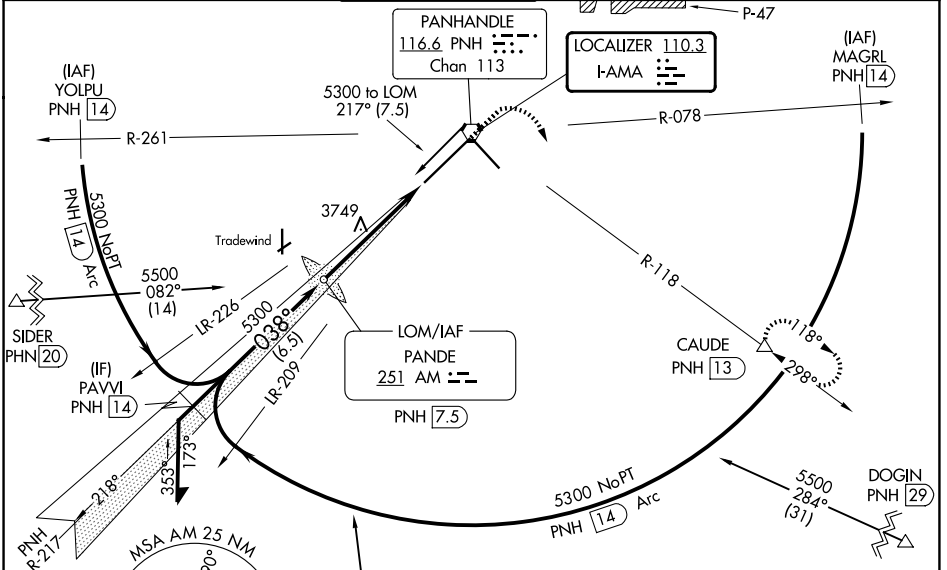 P-47
PANHANDLE
116.6 PNH
Chan 113
LOCALIZER 110.3
I-AMA
(IAF)
YOLPU
PNH 14
(IAF)
MAGRL
PNH 14
5300 to LOM
217° (7.5)
R-261
R-078
5300 NoPT
PNH 14 Arc
3749
Tradewind
R-118
5500
082°
(14)
SIDER
PHN 20
LR-226
5300
038°
(6.5)
LR-209
LOM/IAF
PANDE
251 AM
PNH 7.5
CAUDE
PNH 13
118°
298°
(IF)
PAVVI
PNH 14
353°
173°
218°
PNH
R-217
5300 NoPT
PNH 14 Arc
5500
284°
(31)
DOGIN
PNH 29
MSA AM 25 NM
90°